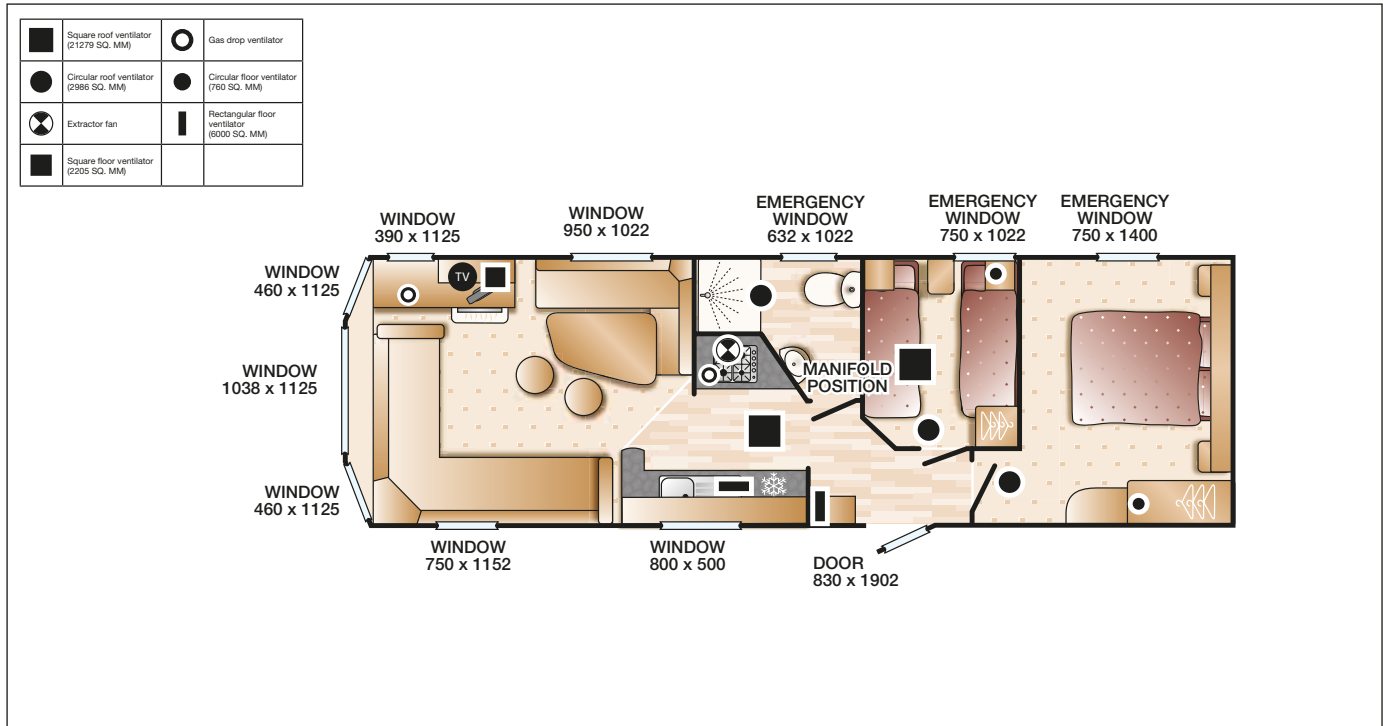 Square roof ventilator
(21279 SQ. MM)
Gas drop ventilator
Circular roof ventilator
(2986 SQ. MM)
Circular floor ventilator
(760 SQ. MM)
Extractor fan
Rectangular floor
ventilator
(6000 SQ. MM)
Square floor ventilator
(2205 SQ. MM)
WINDOW
390 x 1125
WINDOW
950 x 1022
EMERGENCY
WINDOW
632 x 1022
EMERGENCY
WINDOW
750 x 1022
EMERGENCY
WINDOW
750 x 1400
WINDOW
460 x 1125
TV
WINDOW
1038 x 1125
MANIFOLD
POSITION
WINDOW
460 x 1125
WINDOW
750 x 1152
WINDOW
800 x 500
DOOR
830 x 1902